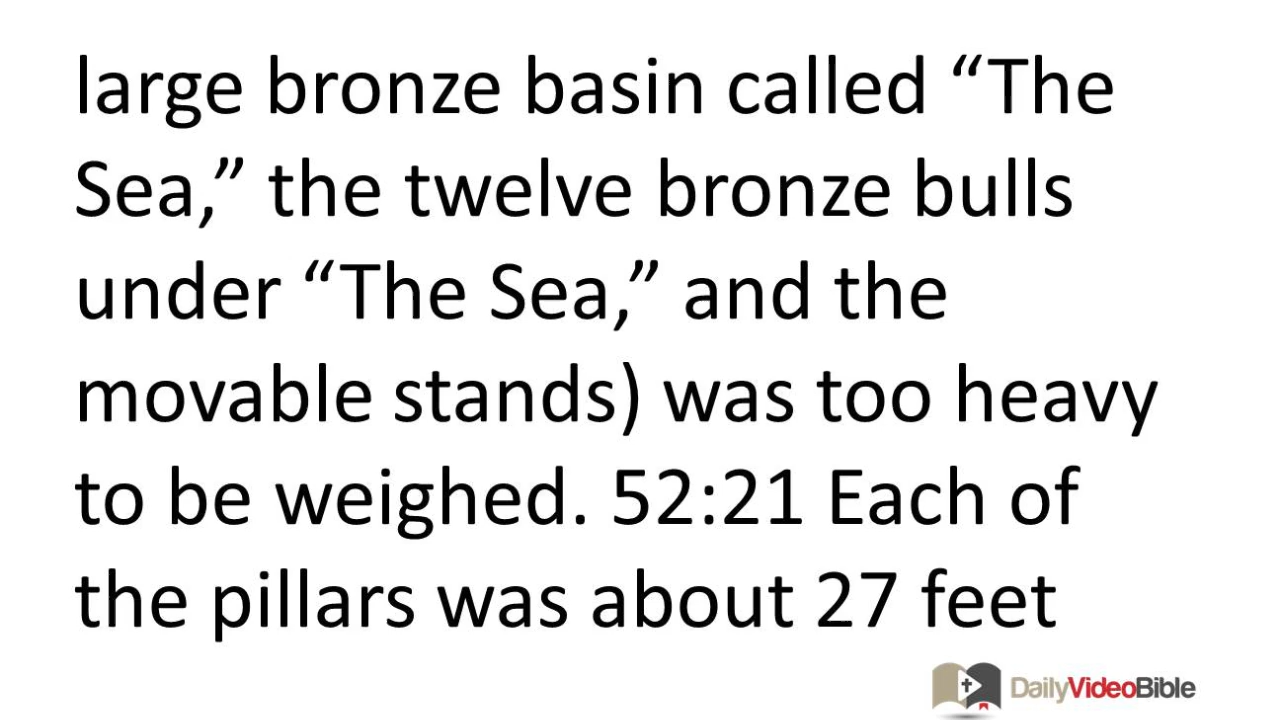 large bronze basin called “The
Sea,” the twelve bronze bulls
under “The Sea,” and the
movable stands) was too heavy
to be weighed. 52:21 Each of
the pillars was about 27 feet
DailyVideoBible